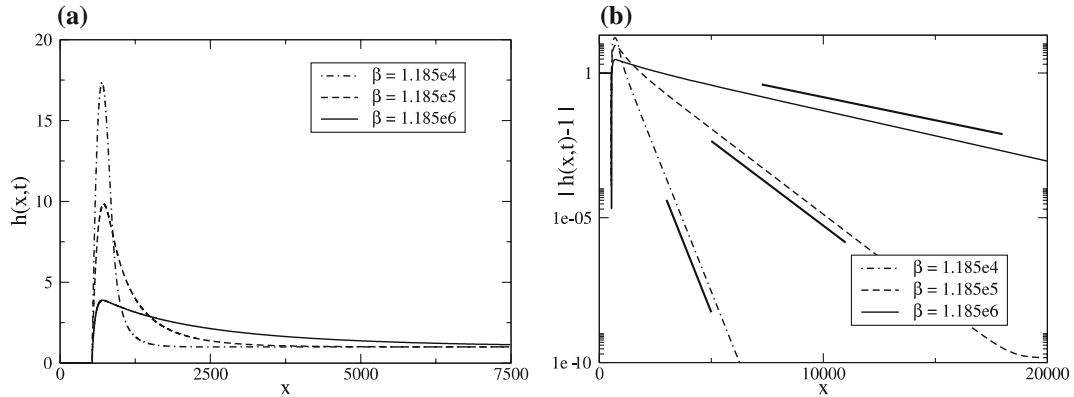 (a)
20
15
10
5
0
h(x,t)
0
2500
5000
7500
x
β = 1.185e4
β = 1.185e5
β = 1.185e6
(b)
1
1e-05
1e-10
| h(x,t)-1 |
0
10000
20000
x
β = 1.185e4
β = 1.185e5
β = 1.185e6